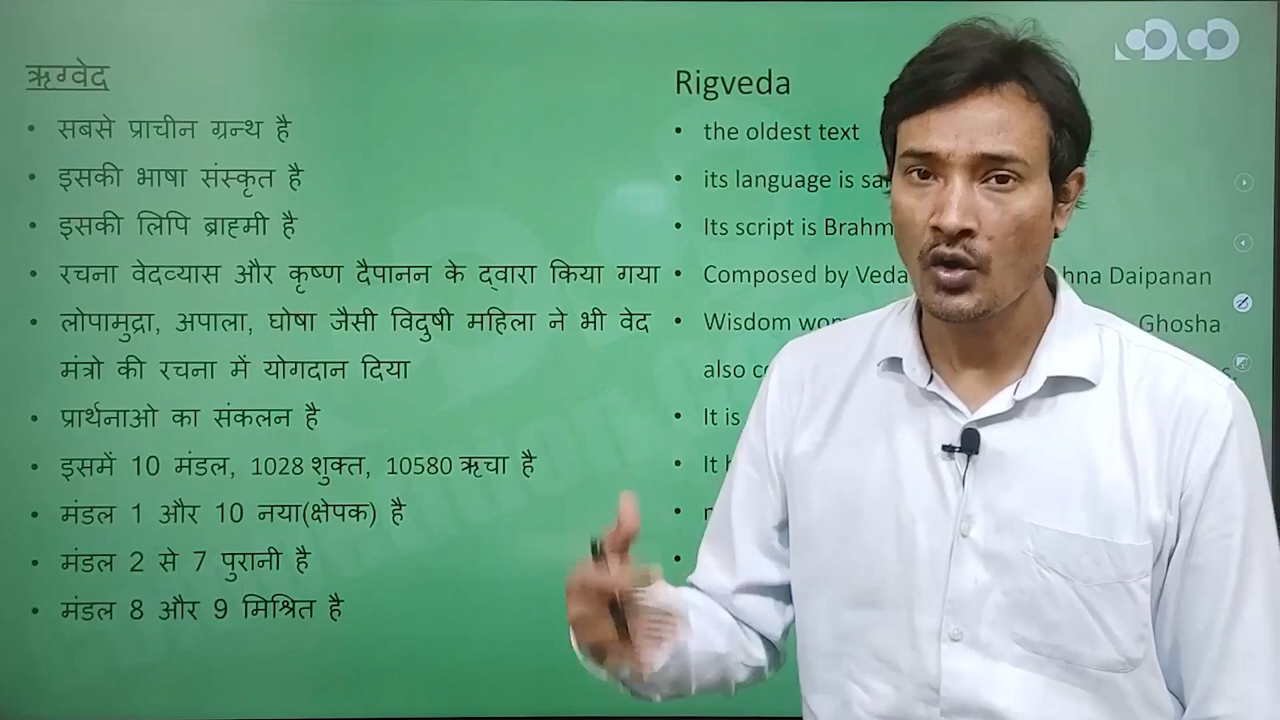 ऋग्वेद
• सबसे प्राचीन ग्रन्थ है
• इसकी भाषा संस्कृत है
• इसकी लिपि ब्राह्मी है
• रचना वेदव्यास और कृष्ण दैपानन के द्वारा किया गया
• लोपामुद्रा, अपाला, घोषा जैसी विदुषी महिला ने भी वेद
मंत्रो की रचना में योगदान दिया
• प्रार्थनाओ का संकलन है
• इसमें 10 मंडल, 1028 शुक्त, 10580 ऋचा है
• मंडल 1 और 10 नया(क्षेपक) है
• मंडल 2 से 7 पुरानी है
• मंडल 8 और 9 मिश्रित है
Rigveda
• the oldest text
• its language is
• Its script is
• Composed by Daipanan
• Wisdom Ghosha
also
• It is
• It